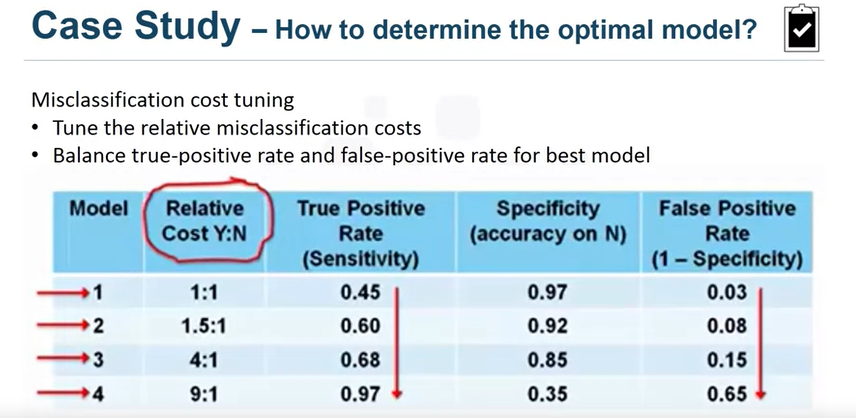 Case Study – How to determine the optimal model?
Misclassification cost tuning
• Tune the relative misclassification costs
• Balance true-positive rate and false-positive rate for best model
Model Relative Cost Y:N True Positive Rate (Sensitivity) Specificity (accuracy on N) False Positive Rate (1 – Specificity)
1 1:1 0.45 0.97 0.03
2 1.5:1 0.60 0.92 0.08
3 4:1 0.68 0.85 0.15
4 9:1 0.97 0.35 0.65